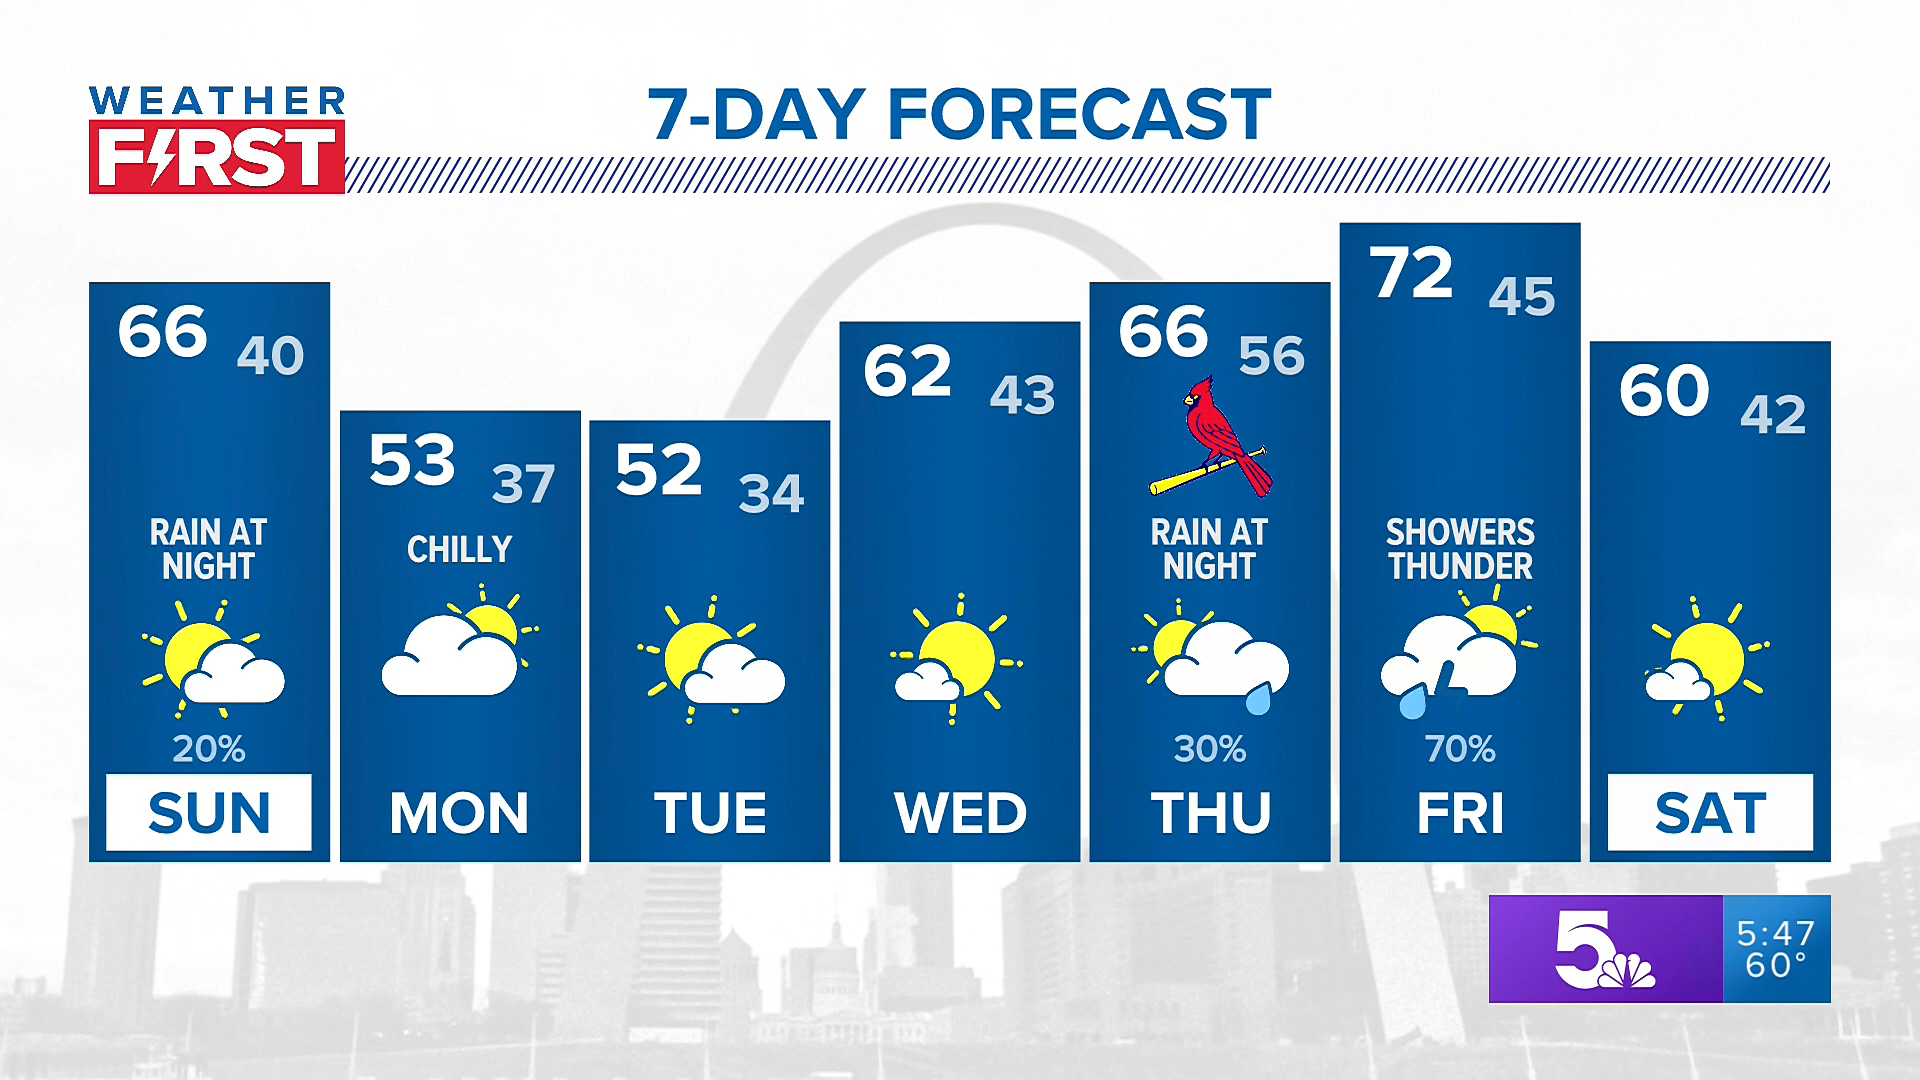 WEATHER
FIRST
7-DAY FORECAST
66 40
RAIN AT
NIGHT
20%
SUN
53 37
CHILLY
MON
52 34
TUE
62 43
WED
66 56
RAIN AT
NIGHT
30%
THU
72 45
SHOWERS
THUNDER
70%
FRI
60 42
SAT
5
5:47
60°